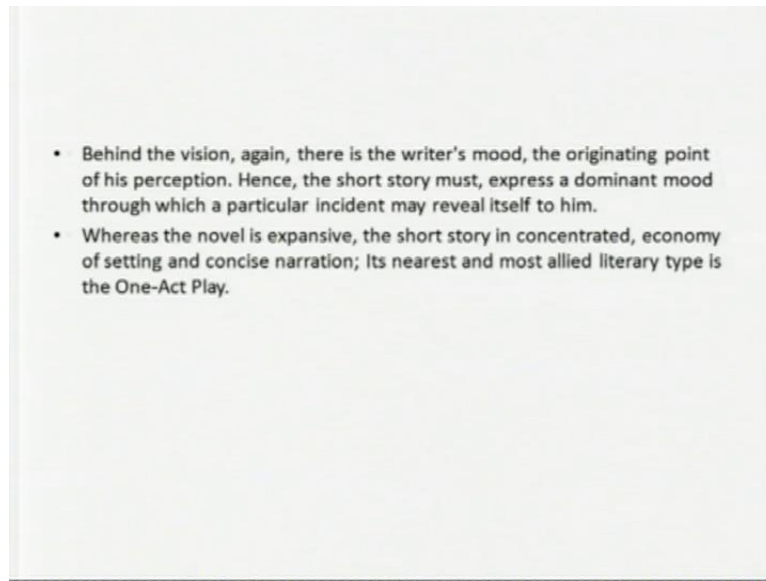 • Behind the vision, again, there is the writer's mood, the originating point
of his perception. Hence, the short story must, express a dominant mood
through which a particular incident may reveal itself to him.
• Whereas the novel is expansive, the short story in concentrated, economy
of setting and concise narration; Its nearest and most allied literary type is
the One-Act Play.